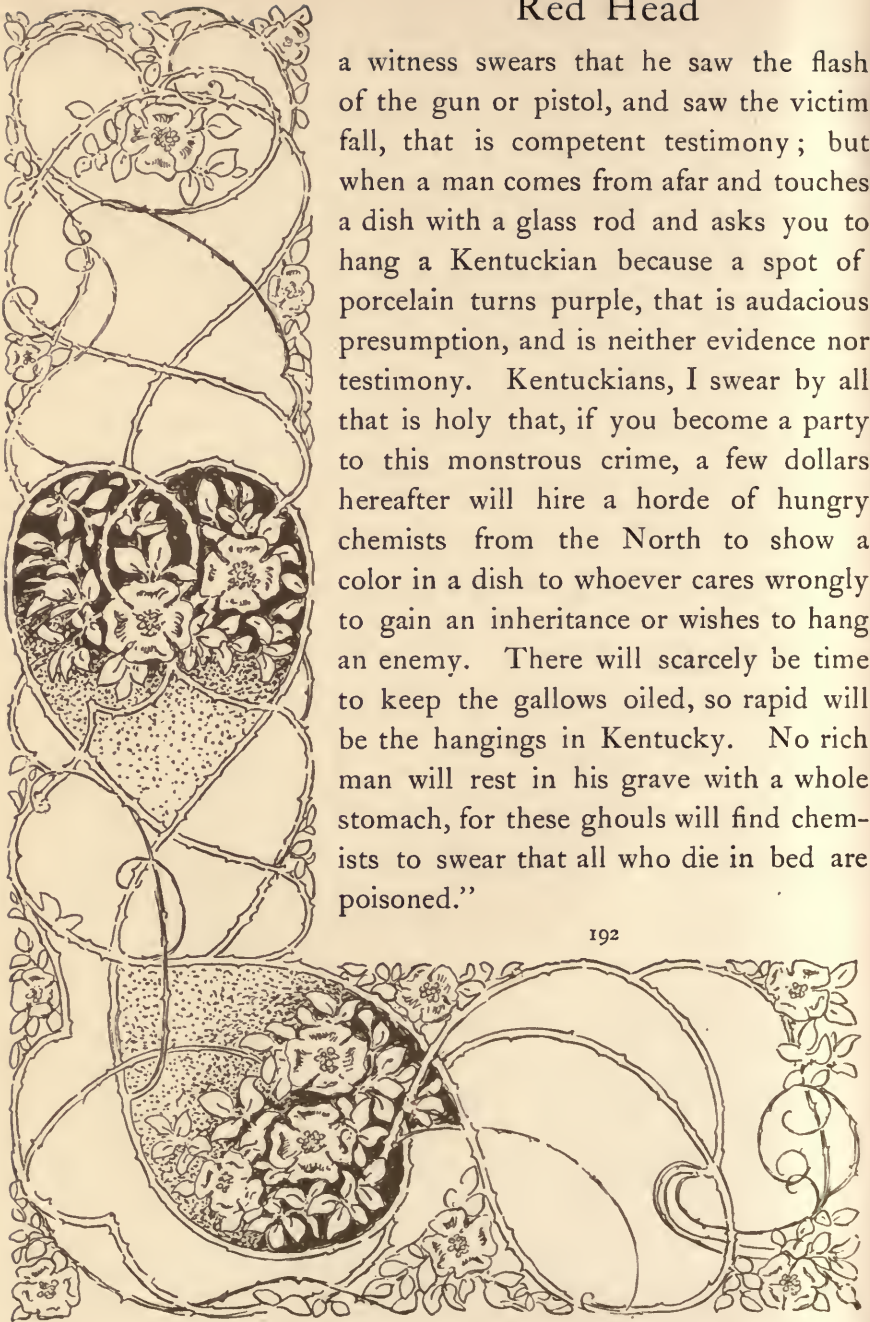 Red Head
a witness swears that he saw the flash
of the gun or pistol, and saw the victim
fall, that is competent testimony; but
when a man comes from afar and touches
a dish with a glass rod and asks you to
hang a Kentuckian because a spot of
porcelain turns purple, that is audacious
presumption, and is neither evidence nor
testimony. Kentuckians, I swear by all
that is holy that, if you become a party
to this monstrous crime, a few dollars
hereafter will hire a horde of hungry
chemists from the North to show a
color in a dish to whoever cares wrongly
to gain an inheritance or wishes to hang
an enemy. There will scarcely be time
to keep the gallows oiled, so rapid will
be the hangings in Kentucky. No rich
man will rest in his grave with a whole
stomach, for these ghouls will find chem-
ists to swear that all who die in bed are
poisoned.”
192